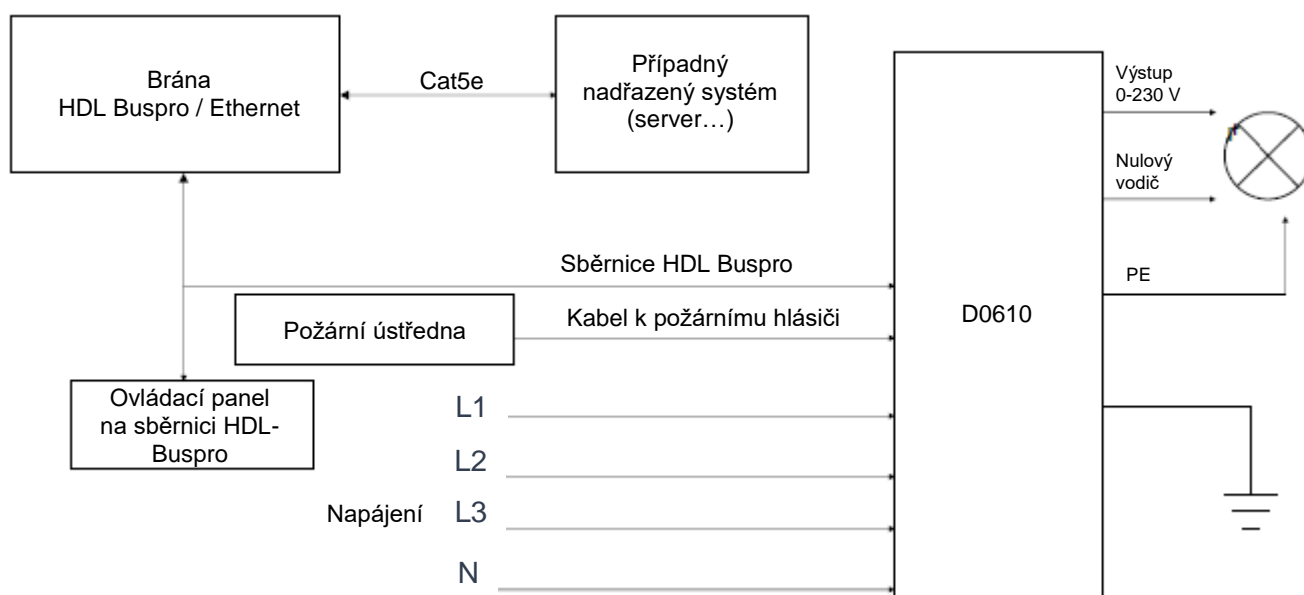 Brána
HDL Buspro / Ethernet
Cat5e
Případný
nadřazený systém
(server…)
Výstup
0-230 V
Nulový
vodič
PE
D0610
Sběrnice HDL Buspro
Požární ústředna
Kabel k požárnímu hlásiči
Ovládací panel
na sběrnici HDL-
Buspro
L1
L2
Napájení L3
N